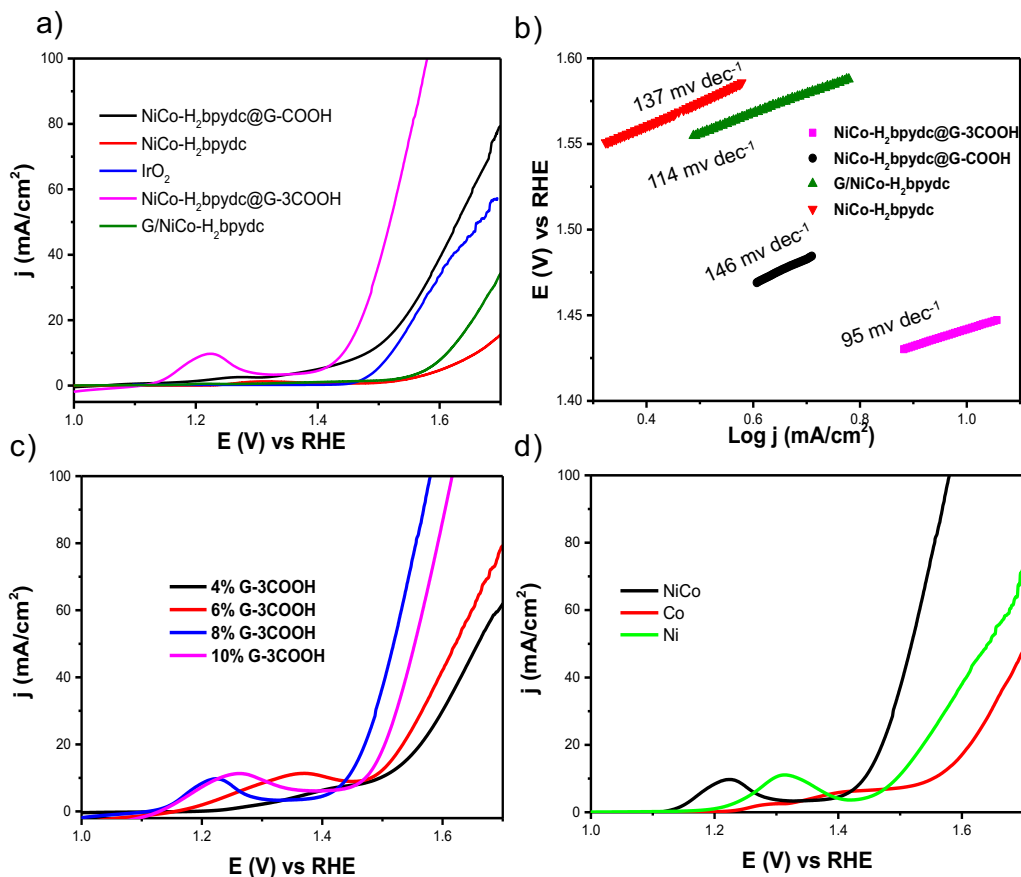 a)
100
80
60
40
20
0
j (mA/cm²)
NiCo-H₂bpydc@G-COOH
NiCo-H₂bpydc
IrO₂
NiCo-H₂bpydc@G-3COOH
G/NiCo-H₂bpydc
1.0 1.2 1.4 1.6
E (V) vs RHE
b)
1.60
1.55
1.50
1.45
1.40
E (V) vs RHE
137 mv dec⁻¹
114 mv dec⁻¹
146 mv dec⁻¹
95 mv dec⁻¹
NiCo-H₂bpydc@G-3COOH
NiCo-H₂bpydc@G-COOH
G/NiCo-H₂bpydc
NiCo-H₂bpydc
0.4 0.6 0.8 1.0
Log j (mA/cm²)
c)
100
80
60
40
20
0
j (mA/cm²)
4% G-3COOH
6% G-3COOH
8% G-3COOH
10% G-3COOH
1.0 1.2 1.4 1.6
E (V) vs RHE
d)
100
80
60
40
20
0
j (mA/cm²)
NiCo
Co
Ni
1.0 1.2 1.4 1.6
E (V) vs RHE